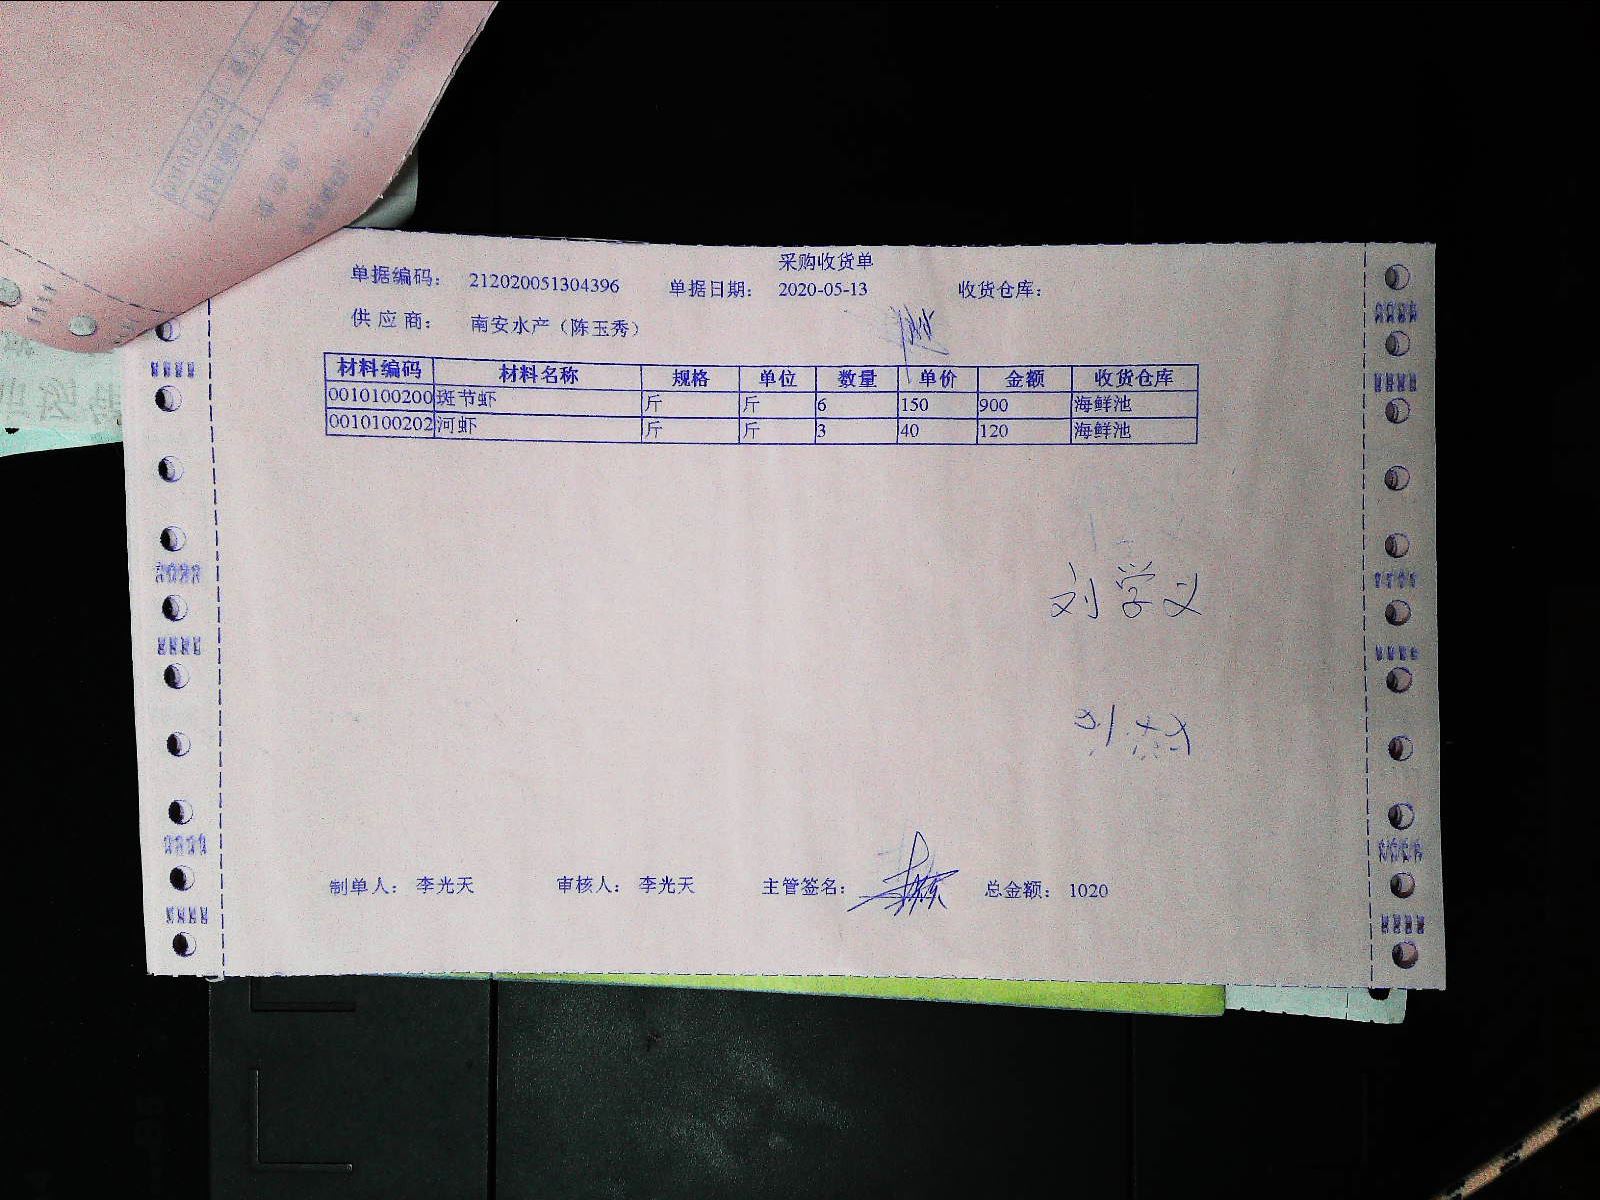 采购收货单
单据编码： 212020051304396 单据日期： 2020-05-13 收货仓库：
供应商： 南安水产（陈玉秀）
材料编码 材料名称 规格 单位 数量 单价 金额 收货仓库
0010100200 斑节虾 斤 斤 6 150 900 海鲜池
0010100202 河虾 斤 斤 3 40 120 海鲜池
刘学义
制单人： 李光天 审核人： 李光天 主管签名： 总金额： 1020